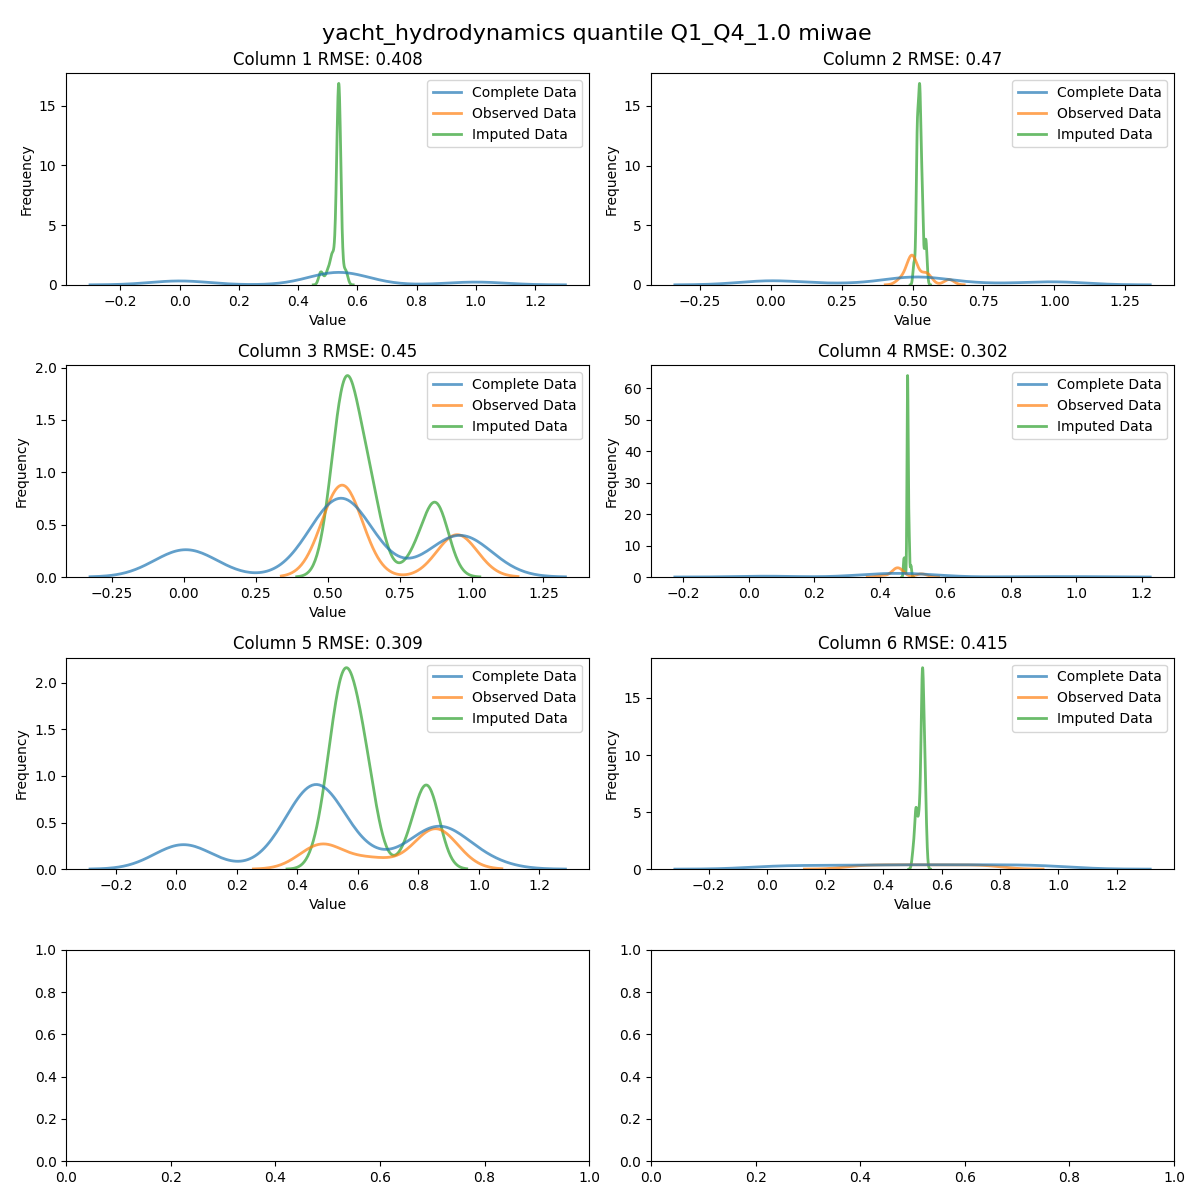 yacht_hydrodynamics quantile Q1_Q4_1.0 miwae
Column 1 RMSE: 0.408
Complete Data
Observed Data
Imputed Data
Frequency
15
10
5
0
−0.2 0.0 0.2 0.4 0.6 0.8 1.0 1.2
Value
Column 2 RMSE: 0.47
Complete Data
Observed Data
Imputed Data
Frequency
15
10
5
0
−0.25 0.00 0.25 0.50 0.75 1.00 1.25
Value
Column 3 RMSE: 0.45
Complete Data
Observed Data
Imputed Data
Frequency
2.0
1.5
1.0
0.5
0.0
−0.25 0.00 0.25 0.50 0.75 1.00 1.25
Value
Column 4 RMSE: 0.302
Complete Data
Observed Data
Imputed Data
Frequency
60
50
40
30
20
10
0
−0.2 0.0 0.2 0.4 0.6 0.8 1.0 1.2
Value
Column 5 RMSE: 0.309
Complete Data
Observed Data
Imputed Data
Frequency
2.0
1.5
1.0
0.5
0.0
−0.2 0.0 0.2 0.4 0.6 0.8 1.0 1.2
Value
Column 6 RMSE: 0.415
Complete Data
Observed Data
Imputed Data
Frequency
15
10
5
0
−0.2 0.0 0.2 0.4 0.6 0.8 1.0 1.2
Value
1.0
0.8
0.6
0.4
0.2
0.0
0.0 0.2 0.4 0.6 0.8 1.0
1.0
0.8
0.6
0.4
0.2
0.0
0.0 0.2 0.4 0.6 0.8 1.0